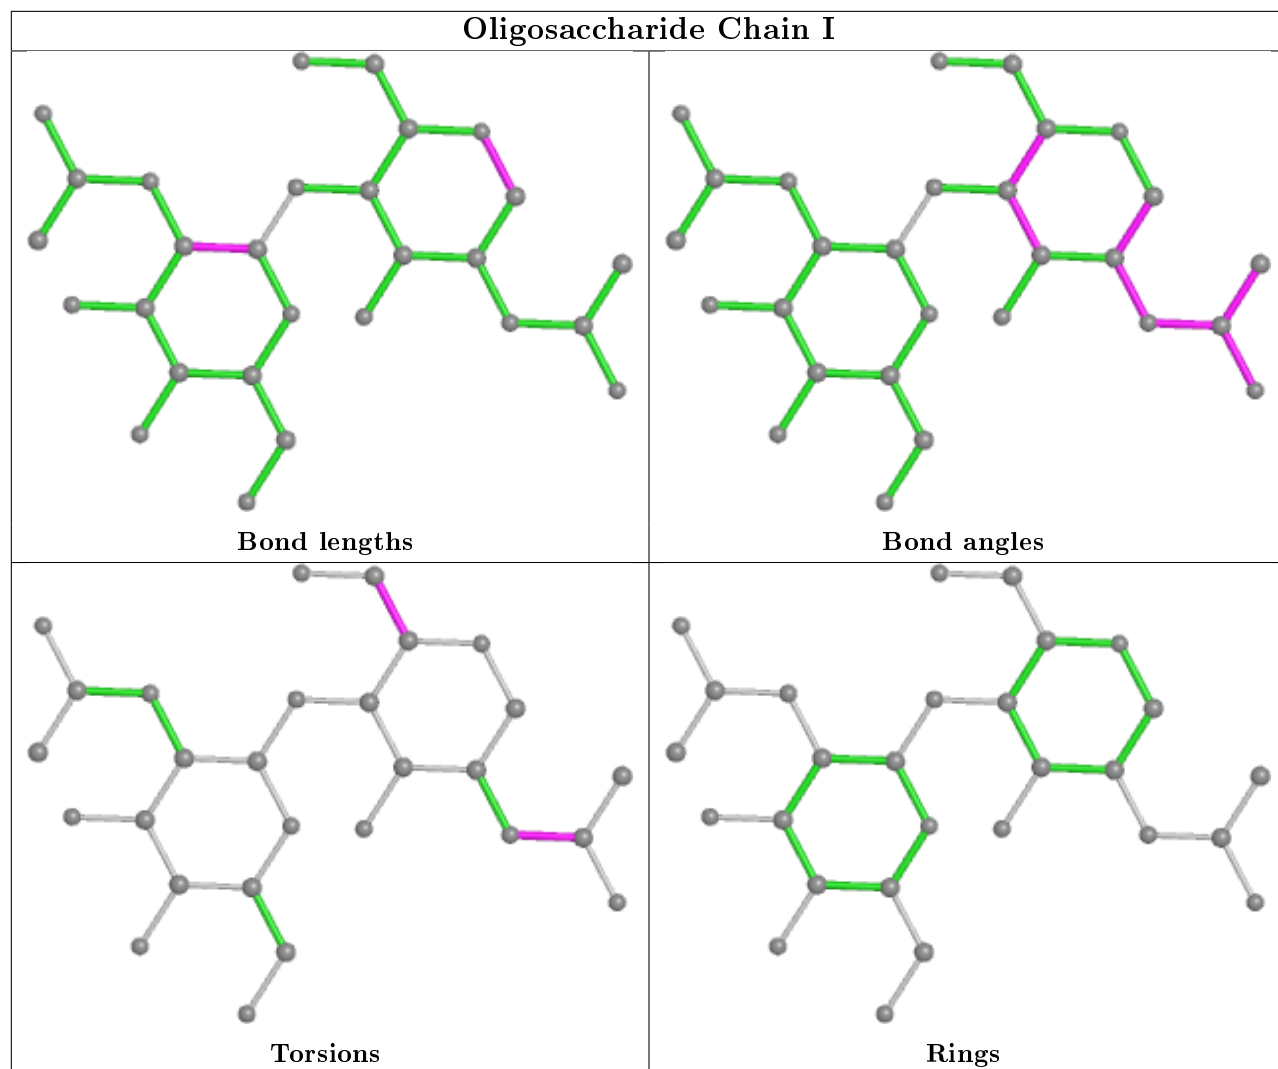 Oligosaccharide Chain I
Bond lengths
Bond angles
Torsions
Rings